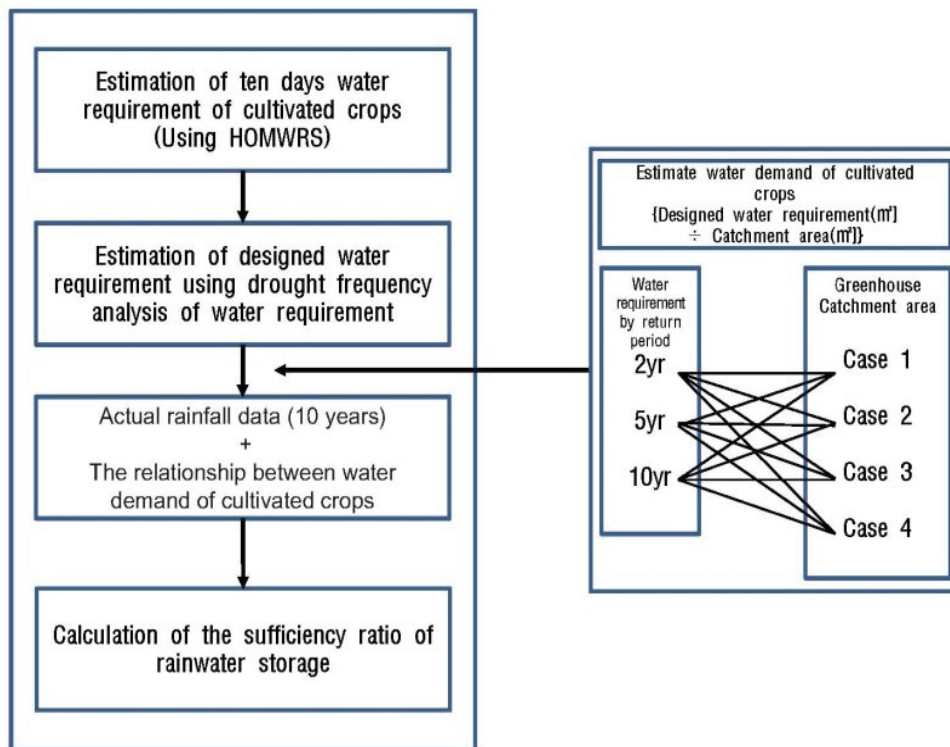 Estimation of ten days water
requirement of cultivated crops
(Using HOMWRS)
Estimation of designed water
requirement using drought frequency
analysis of water requirement
Actual rainfall data (10 years)
+
The relationship between water
demand of cultivated crops
Calculation of the sufficiency ratio of
rainwater storage
Estimate water demand of cultivated
crops
{Designed water requirement(㎥]
÷ Catchment area(㎡]}
Water
requirement
by return
period
2yr
5yr
10yr
Greenhouse
Catchment area
Case 1
Case 2
Case 3
Case 4